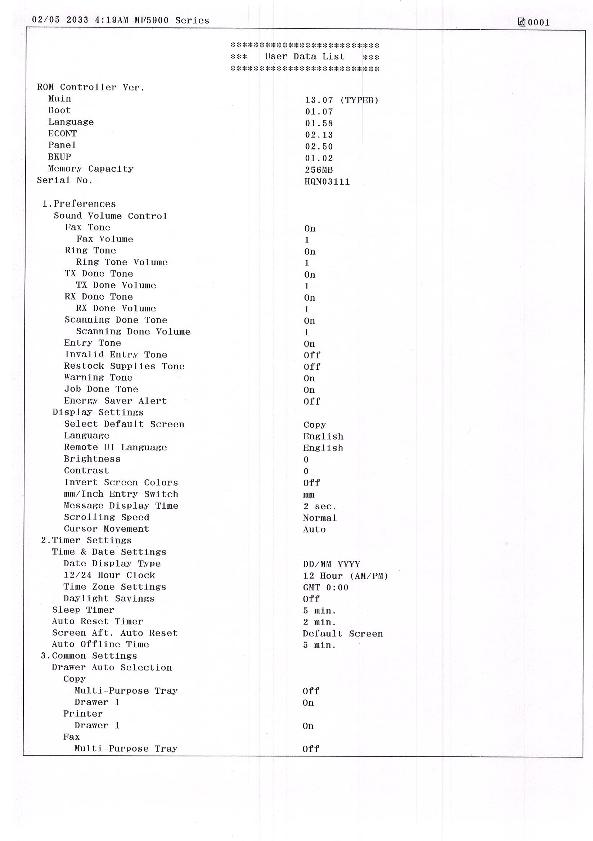 02/05 2033 4:19AM MF5900 Series 0001
**************************
*** User Data List ***
**************************
ROM Controller Ver.
Main 13.07 (TYPEB)
Boot 01.07
Language 01.59
ECONT 02.13
Panel 02.50
BKUP 01.02
Memory Capacity 256MB
Serial No. HQN03111
1.Preferences
Sound Volume Control
Fax Tone On
Fax Volume 1
Ring Tone On
Ring Tone Volume 1
TX Done Tone On
TX Done Volume 1
RX Done Tone On
RX Done Volume 1
Scanning Done Tone On
Scanning Done Volume 1
Entry Tone On
Invalid Entry Tone Off
Restock Supplies Tone Off
Warning Tone On
Job Done Tone On
Energy Saver Alert Off
Display Settings
Select Default Screen Copy
Language English
Remote UI Language English
Brightness 0
Contrast 0
Invert Screen Colors Off
mm/Inch Entry Switch mm
Message Display Time 2 sec.
Scrolling Speed Normal
Cursor Movement Auto
2.Timer Settings
Time & Date Settings
Date Display Type DD/MM YYYY
12/24 Hour Clock 12 Hour (AM/PM)
Time Zone Settings GMT 0:00
Daylight Savings Off
Sleep Timer 5 min.
Auto Reset Timer 2 min.
Screen Aft. Auto Reset Default Screen
Auto Offline Time 5 min.
3.Common Settings
Drawer Auto Selection
Copy
Multi-Purpose Tray Off
Drawer 1 On
Printer
Drawer 1 On
Fax
Multi-Purpose Tray Off